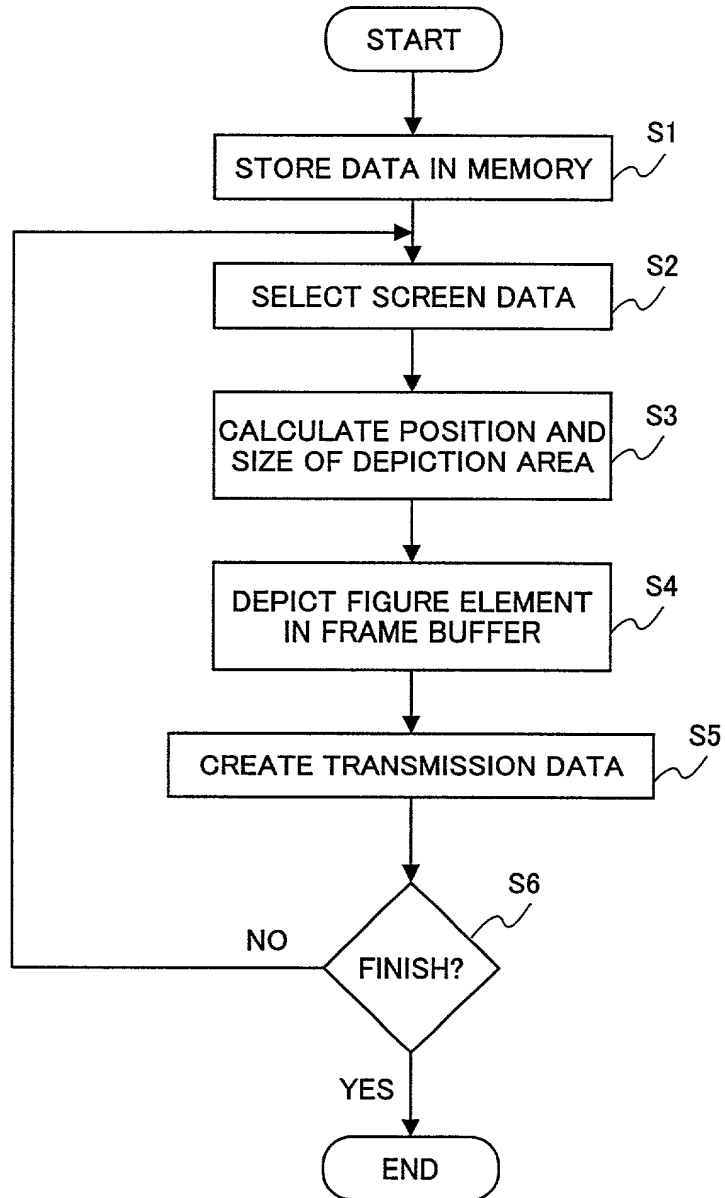 START
S1
STORE DATA IN MEMORY
S2
SELECT SCREEN DATA
S3
CALCULATE POSITION AND
SIZE OF DEPICTION AREA
S4
DEPICT FIGURE ELEMENT
IN FRAME BUFFER
S5
CREATE TRANSMISSION DATA
S6
NO
FINISH?
YES
END